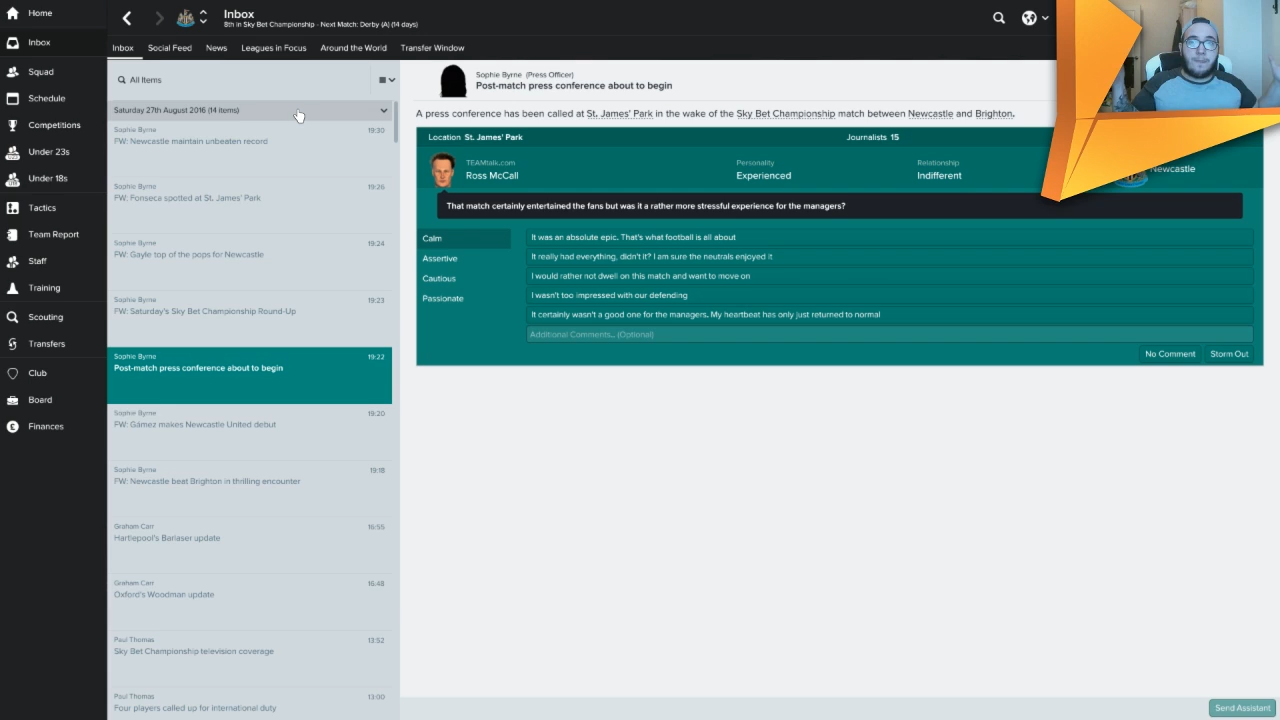 Home
Inbox
Squad
Schedule
Competitions
Under 23s
Under 18s
Tactics
Team Report
Staff
Training
Scouting
Transfers
Club
Board
Finances
Inbox
8th in Sky Bet Championship - Next Match: Derby (A) (14 days)
Inbox Social Feed News Leagues in Focus Around the World Transfer Window
All Items
Saturday 27th August 2016 (14 items)
Sophie Byrne 19:30
FW: Newcastle maintain unbeaten record
Sophie Byrne 19:26
FW: Fonseca spotted at St. James' Park
Sophie Byrne 19:24
FW: Gayle top of the pops for Newcastle
Sophie Byrne 19:23
FW: Saturday's Sky Bet Championship Round-Up
Sophie Byrne 19:22
Post-match press conference about to begin
Sophie Byrne 19:20
FW: Gámez makes Newcastle United debut
Sophie Byrne 19:18
FW: Newcastle beat Brighton in thrilling encounter
Graham Carr 16:55
Hartlepool's Barlaser update
Graham Carr 16:48
Oxford's Woodman update
Paul Thomas 13:52
Sky Bet Championship television coverage
Paul Thomas 13:00
Four players called up for international duty
Sophie Byrne (Press Officer)
Post-match press conference about to begin
A press conference has been called at St. James' Park in the wake of the Sky Bet Championship match between Newcastle and Brighton.
Location St. James' Park Journalists 15
TEAMtalk.com Personality Relationship
Ross McCall Experienced Indifferent Newcastle
That match certainly entertained the fans but was it a rather more stressful experience for the managers?
Calm
Assertive
Cautious
Passionate
It was an absolute epic. That's what football is all about
It really had everything, didn't it? I am sure the neutrals enjoyed it
I would rather not dwell on this match and want to move on
I wasn't too impressed with our defending
It certainly wasn't a good one for the managers. My heartbeat has only just returned to normal
Additional Comments... (Optional)
No Comment Storm Out
Send Assistant